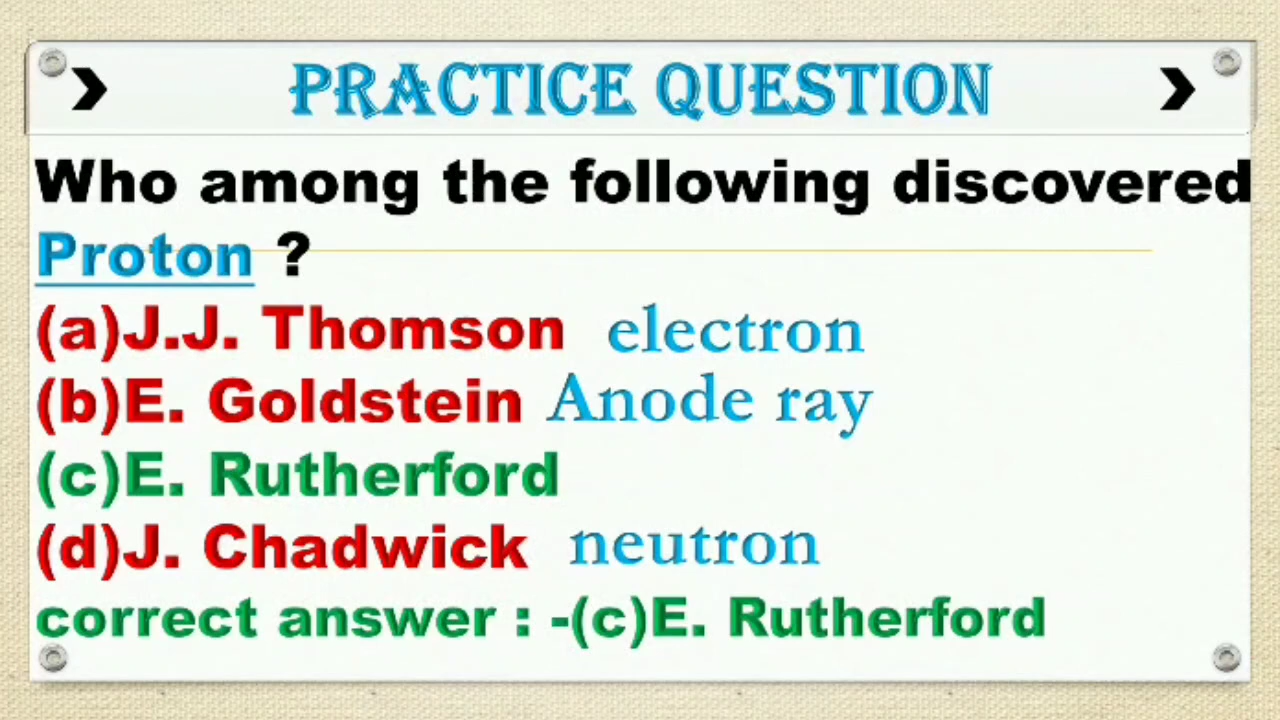 PRACTICE QUESTION
Who among the following discovered
Proton ?
(a)J.J. Thomson electron
(b)E. Goldstein Anode ray
(c)E. Rutherford
(d)J. Chadwick neutron
correct answer : -(c)E. Rutherford